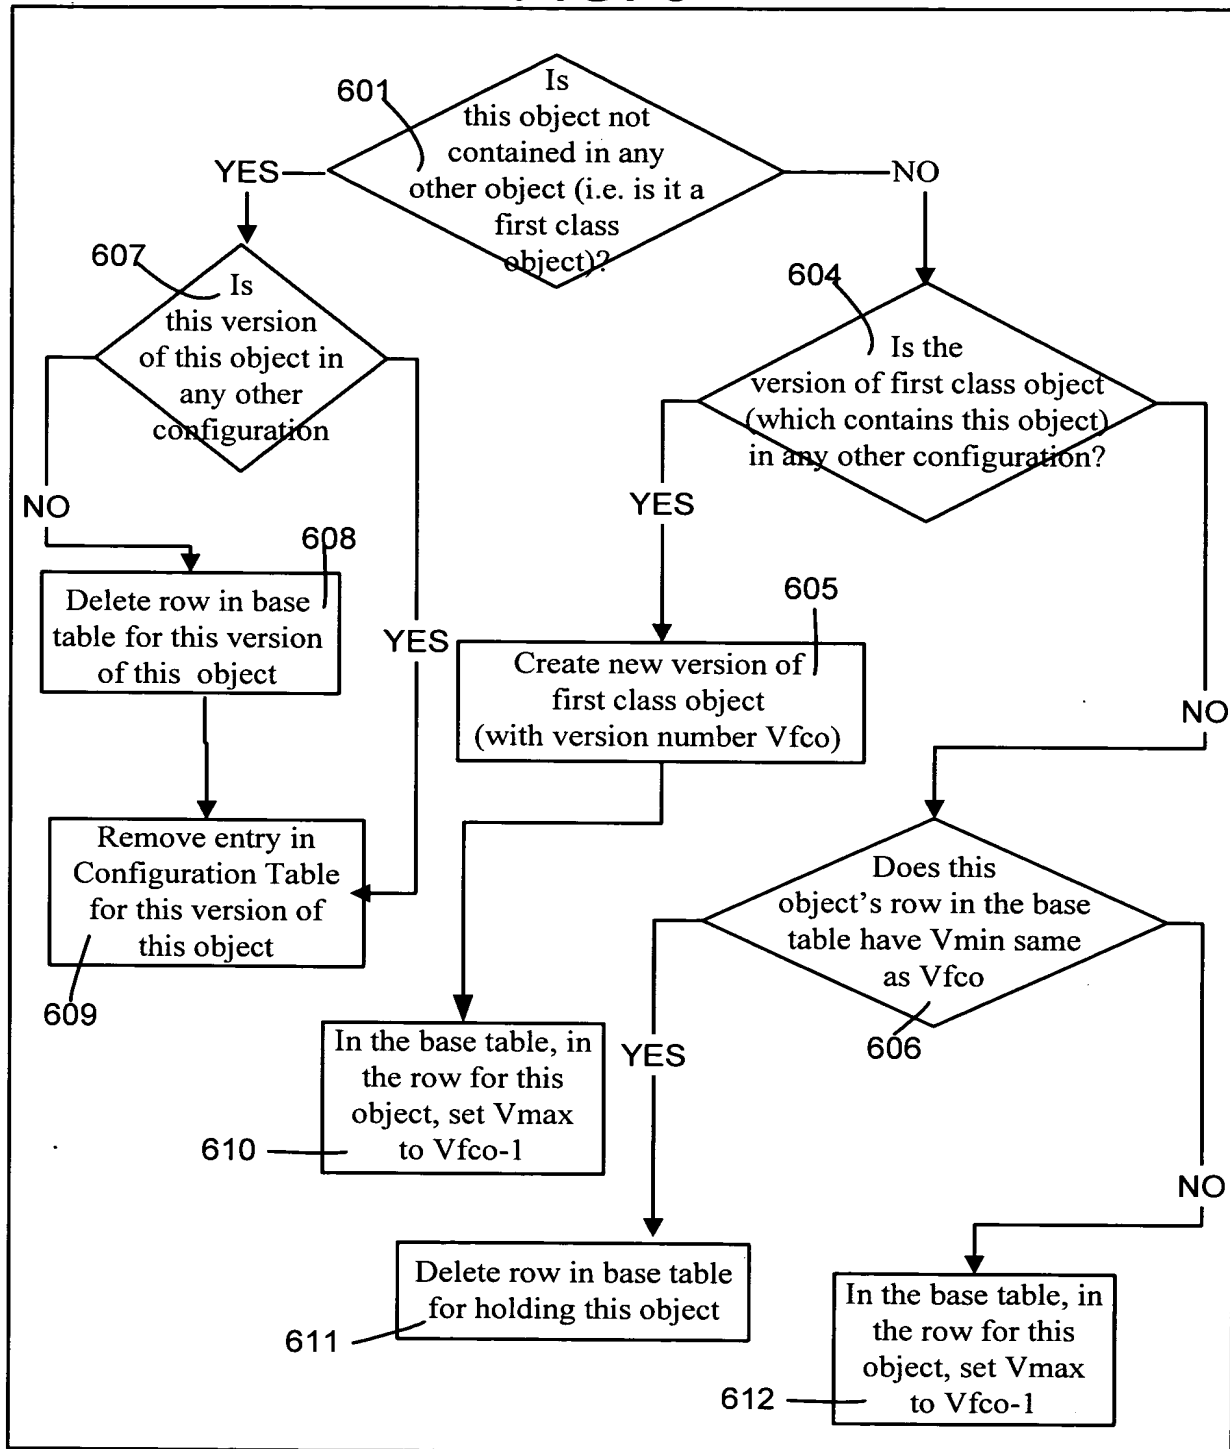 601
Is
this object not
contained in any
other object (i.e. is it a
first class
object)?
YES
NO
607
Is
this version
of this object in
any other
configuration
604
Is the
version of first class object
(which contains this object)
in any other configuration?
NO
YES
YES
NO
608
Delete row in base
table for this version
of this object
605
Create new version of
first class object
(with version number Vfco)
Remove entry in
Configuration Table
for this version of
this object
609
Does this
object's row in the base
table have Vmin same
as Vfco
606
YES
NO
In the base table, in
the row for this
object, set Vmax
to Vfco-1
610
Delete row in base table
for holding this object
611
In the base table, in
the row for this
object, set Vmax
to Vfco-1
612